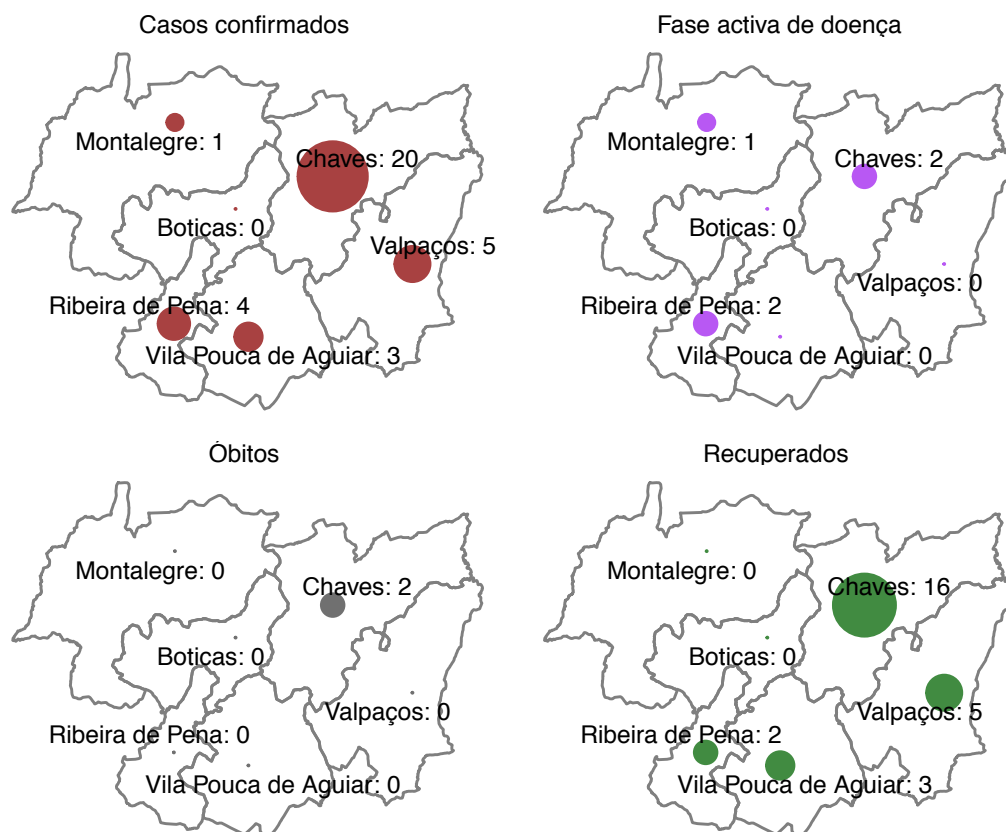 Casos confirmados
Montalegre: 1
Chaves: 20
Boticas: 0
Valpaços: 5
Ribeira de Pena: 4
Vila Pouca de Aguiar: 3
Fase activa de doença
Montalegre: 1
Chaves: 2
Boticas: 0
Valpaços: 0
Ribeira de Pena: 2
Vila Pouca de Aguiar: 0
Óbitos
Montalegre: 0
Chaves: 2
Boticas: 0
Valpaços: 0
Ribeira de Pena: 0
Vila Pouca de Aguiar: 0
Recuperados
Montalegre: 0
Chaves: 16
Boticas: 0
Valpaços: 5
Ribeira de Pena: 2
Vila Pouca de Aguiar: 3